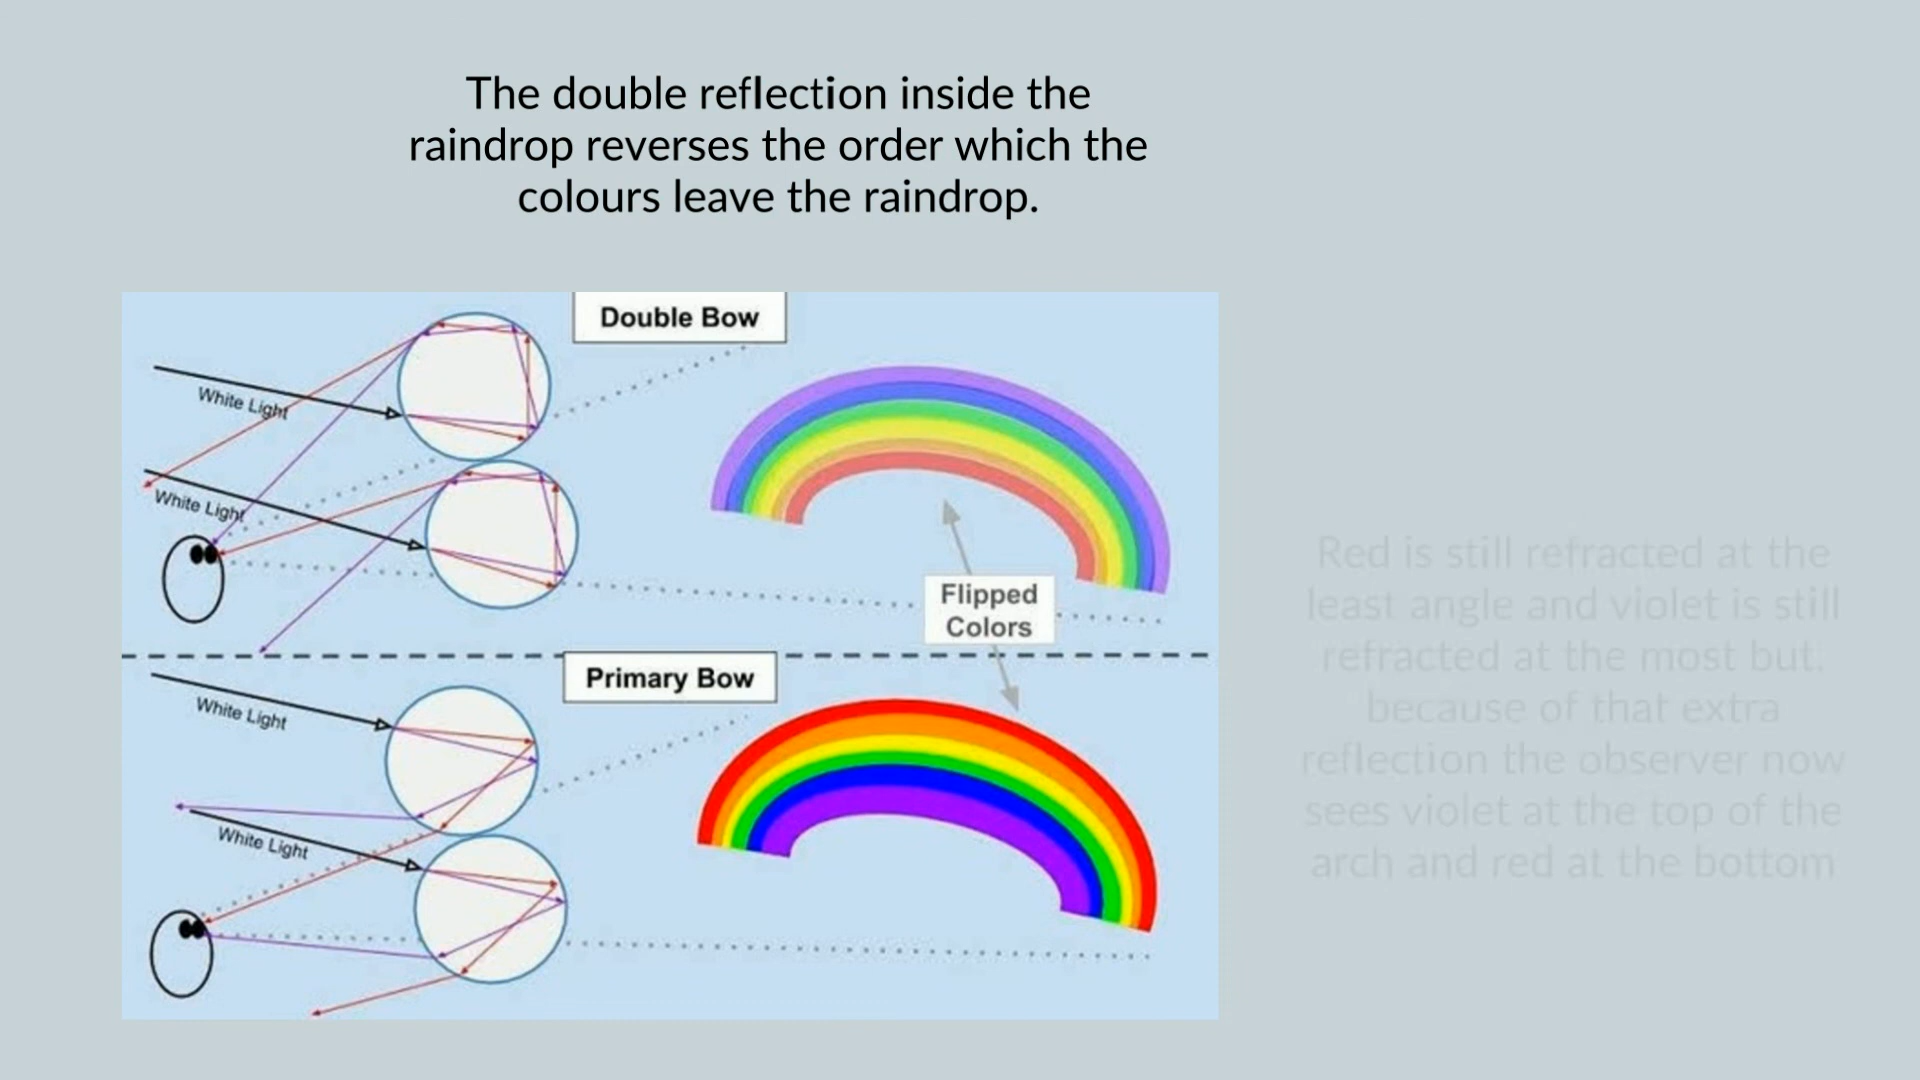 The double reflection inside the
raindrop reverses the order which the
colours leave the raindrop.
Double Bow
White Light
White Light
Flipped
Colors
Primary Bow
White Light
White Light
Red is still refracted at the
least angle and violet is still
refracted at the most but.
because of that extra
reflection the observer now
sees violet at the top of the
arch and red at the bottom